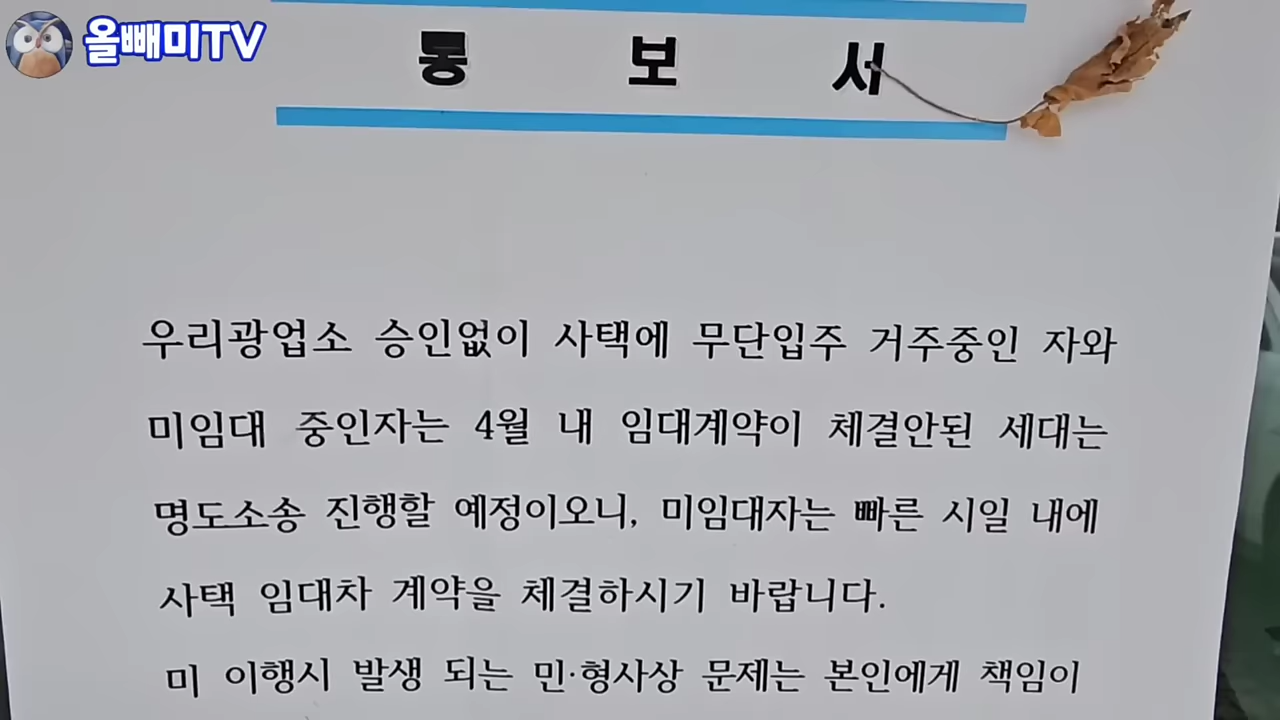 올빼미TV
통 보 서
우리광업소 승인없이 사택에 무단입주 거주중인 자와
미임대 중인자는 4월 내 임대계약이 체결안된 세대는
명도소송 진행할 예정이오니, 미임대자는 빠른 시일 내에
사택 임대차 계약을 체결하시기 바랍니다.
미 이행시 발생 되는 민·형사상 문제는 본인에게 책임이